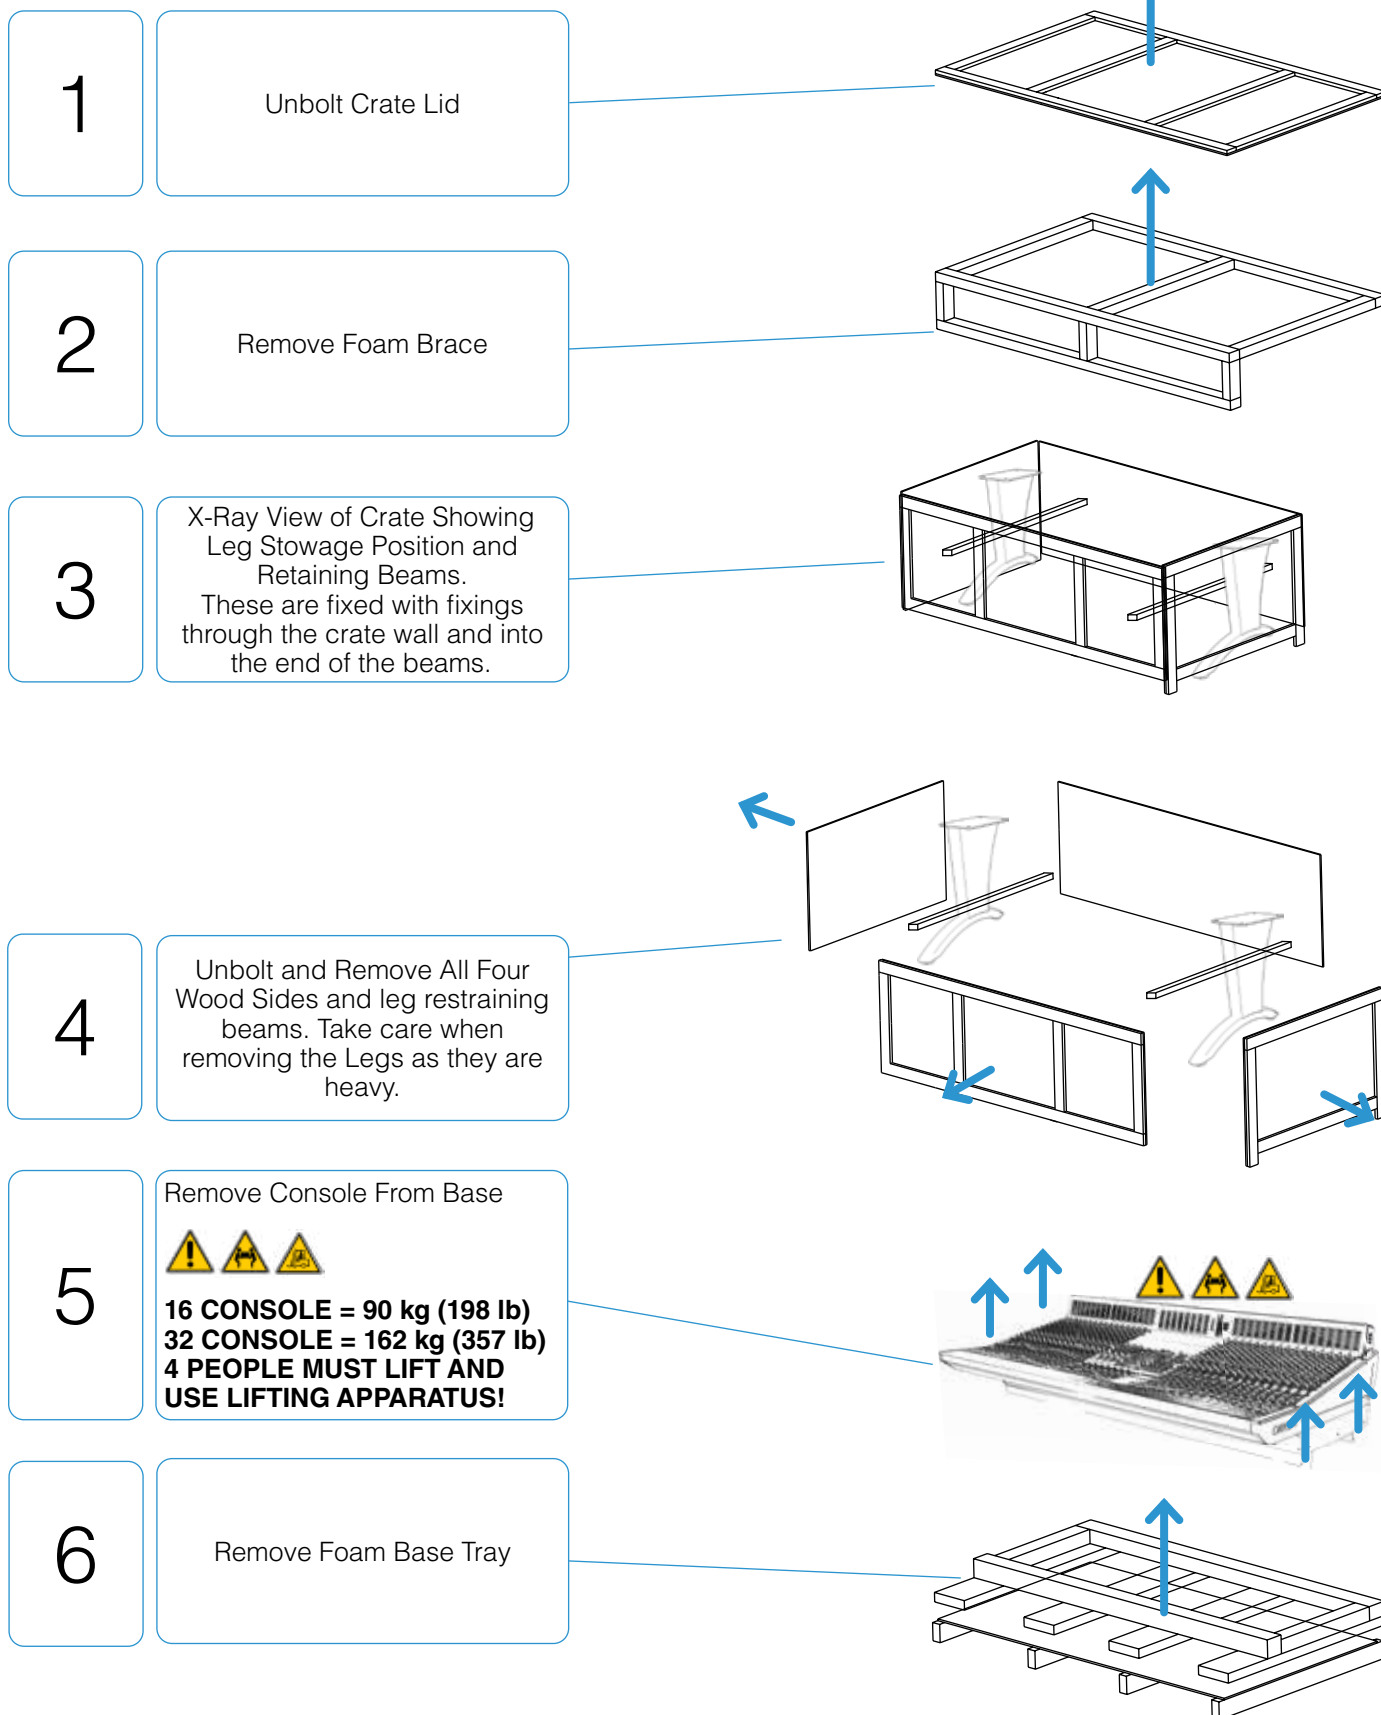 1
Unbolt Crate Lid
2
Remove Foam Brace
3
X-Ray View of Crate Showing
Leg Stowage Position and
Retaining Beams.
These are fixed with fixings
through the crate wall and into
the end of the beams.
4
Unbolt and Remove All Four
Wood Sides and leg restraining
beams. Take care when
removing the Legs as they are
heavy.
5
Remove Console From Base
16 CONSOLE = 90 kg (198 lb)
32 CONSOLE = 162 kg (357 lb)
4 PEOPLE MUST LIFT AND
USE LIFTING APPARATUS!
6
Remove Foam Base Tray